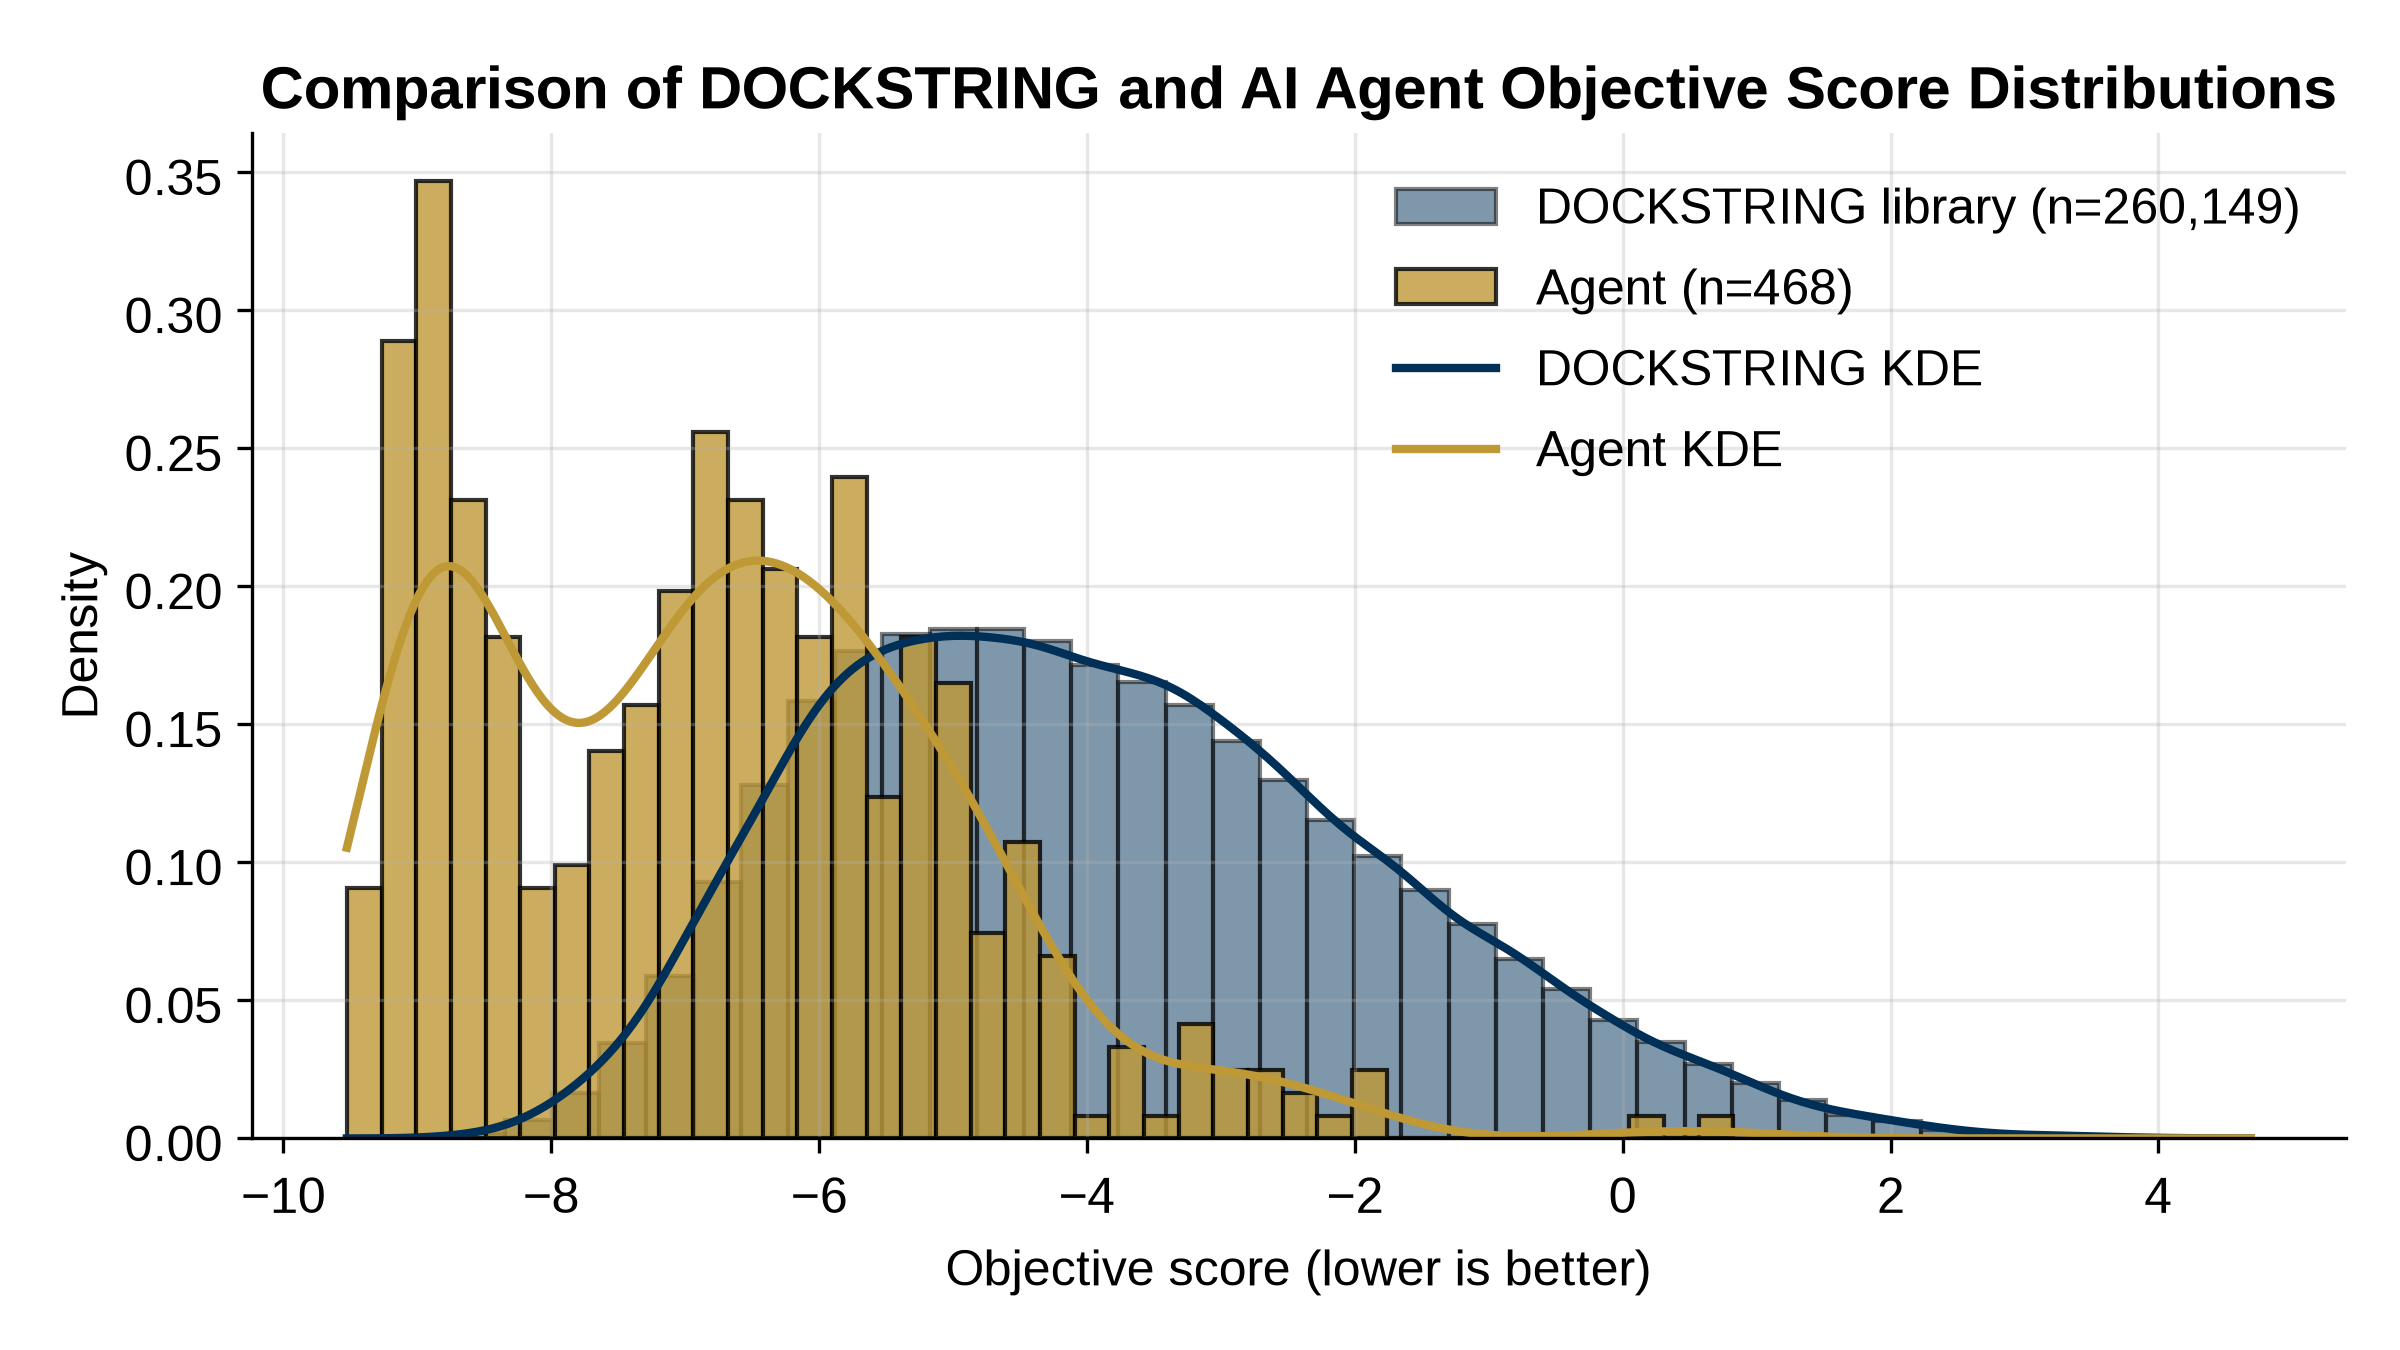 Comparison of DOCKSTRING and AI Agent Objective Score Distributions
0.35
0.30
0.25
0.20
0.15
0.10
0.05
0.00
Density
DOCKSTRING library (n=260,149)
Agent (n=468)
DOCKSTRING KDE
Agent KDE
−10 −8 −6 −4 −2 0 2 4
Objective score (lower is better)